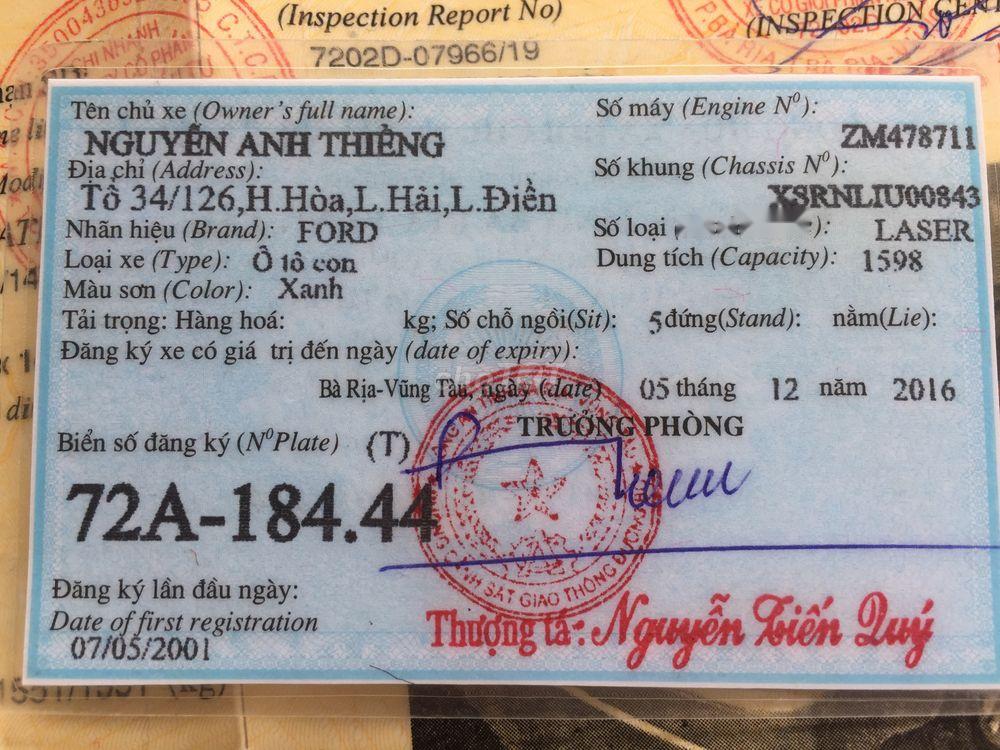 (Inspection Report No)
7202D-07966/19
Tên chủ xe (Owner's full name):
NGUYỄN ANH THIỆNG
Địa chỉ (Address):
Tổ 34/126,H.Hòa,L.Hải,L.Điền
Nhãn hiệu (Brand): FORD
Loại xe (Type): Ô tô con
Màu sơn (Color): Xanh
Số máy (Engine Nº):
ZM478711
Số khung (Chassis Nº):
XSRNLIU00843
Số loại ): LASER
Dung tích (Capacity): 1598
Tải trọng: Hàng hoá: kg; Số chỗ ngồi(Sit): 5 đứng(Stand): nằm(Lie):
Đăng ký xe có giá trị đến ngày (date of expiry):
Bà Rịa-Vũng Tàu, ngày (date) 05 tháng 12 năm 2016
TRƯỞNG PHÒNG
Biển số đăng ký (NºPlate) (T)
72A-184.44
Đăng ký lần đầu ngày:
Date of first registration
07/05/2001
Thượng tá: Nguyễn Tiến Quý